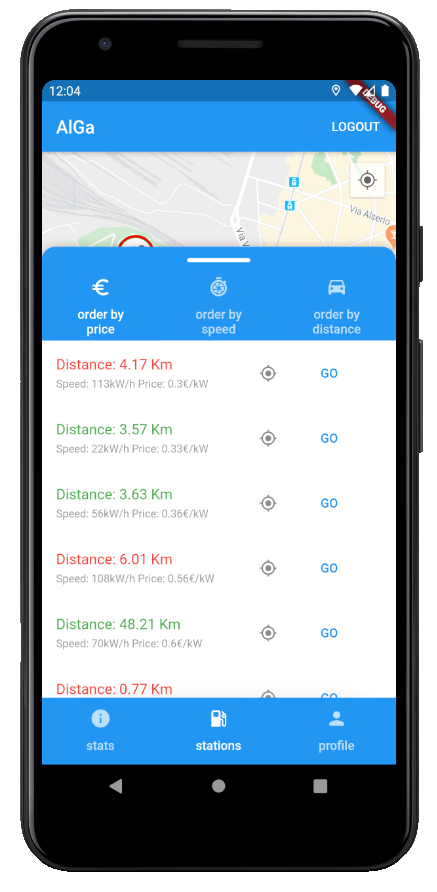 12:04
DEBUG
AlGa
LOGOUT
Via Alserio
Via V
order by
price
order by
speed
order by
distance
Distance: 4.17 Km
Speed: 113kW/h Price: 0.3€/kW
GO
Distance: 3.57 Km
Speed: 22kW/h Price: 0.33€/kW
GO
Distance: 3.63 Km
Speed: 56kW/h Price: 0.36€/kW
GO
Distance: 6.01 Km
Speed: 108kW/h Price: 0.56€/kW
GO
Distance: 48.21 Km
Speed: 70kW/h Price: 0.6€/kW
GO
Distance: 0.77 Km
GO
stats
stations
profile